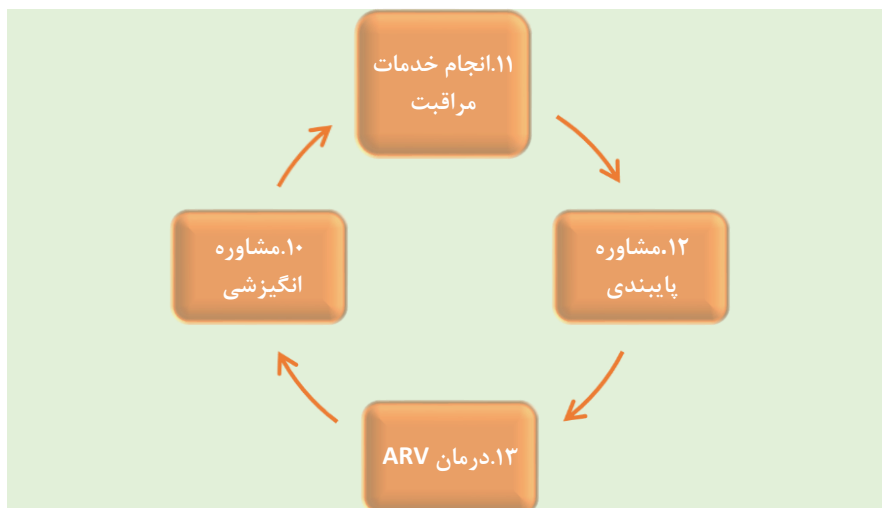 ۱۱.انجام خدمات
مراقبت
۱۰.مشاوره
انگیزشی
۱۲.مشاوره
پایبندی
۱۳.درمان ARV